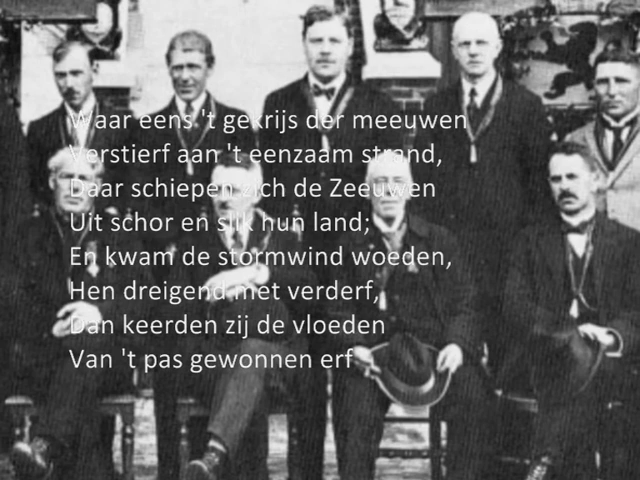 Waar eens 't gekrijs der meeuwen
Verstierf aan 't eenzaam strand,
Daar schiepen zich de Zeeuwen
Uit schor en slik hun land;
En kwam de stormwind woeden,
Hen dreigend met verderf,
Dan keerden zij de vloeden
Van 't pas gewonnen erf